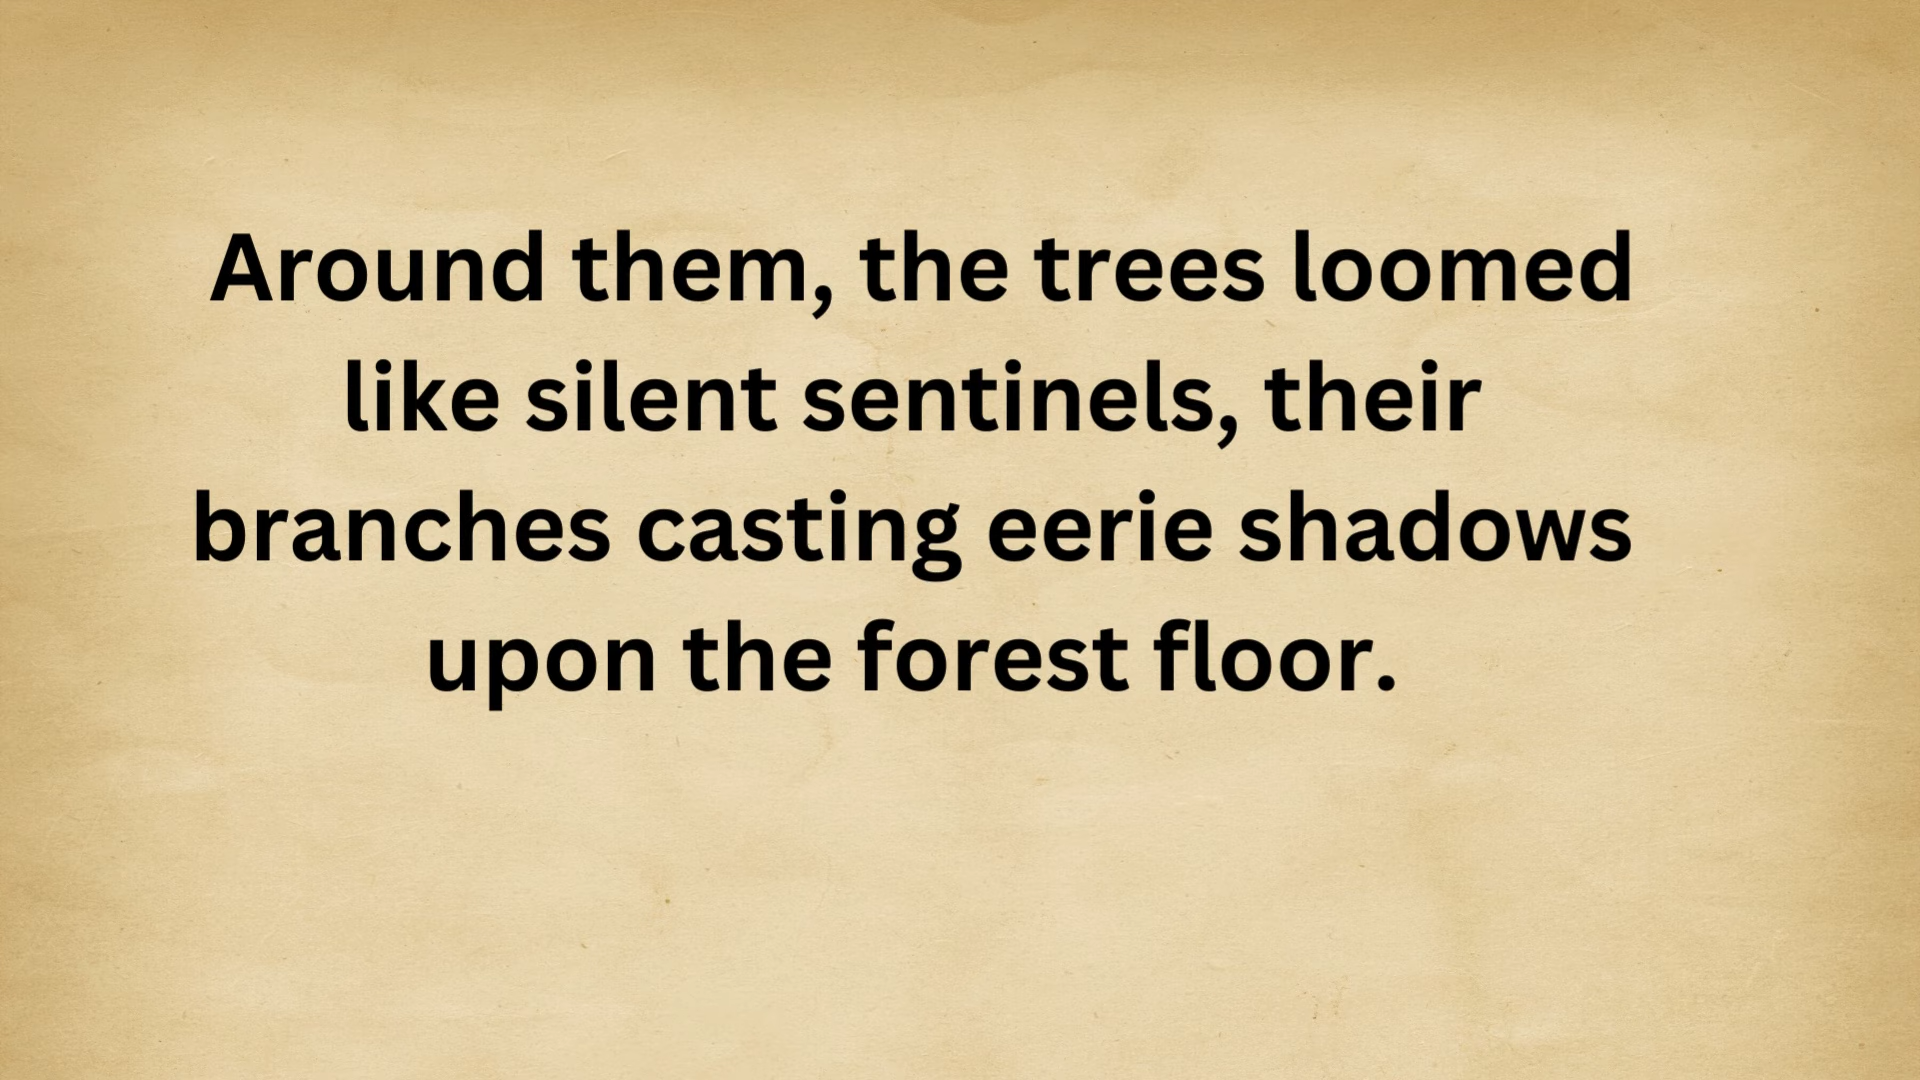 Around them, the trees loomed
like silent sentinels, their
branches casting eerie shadows
upon the forest floor.